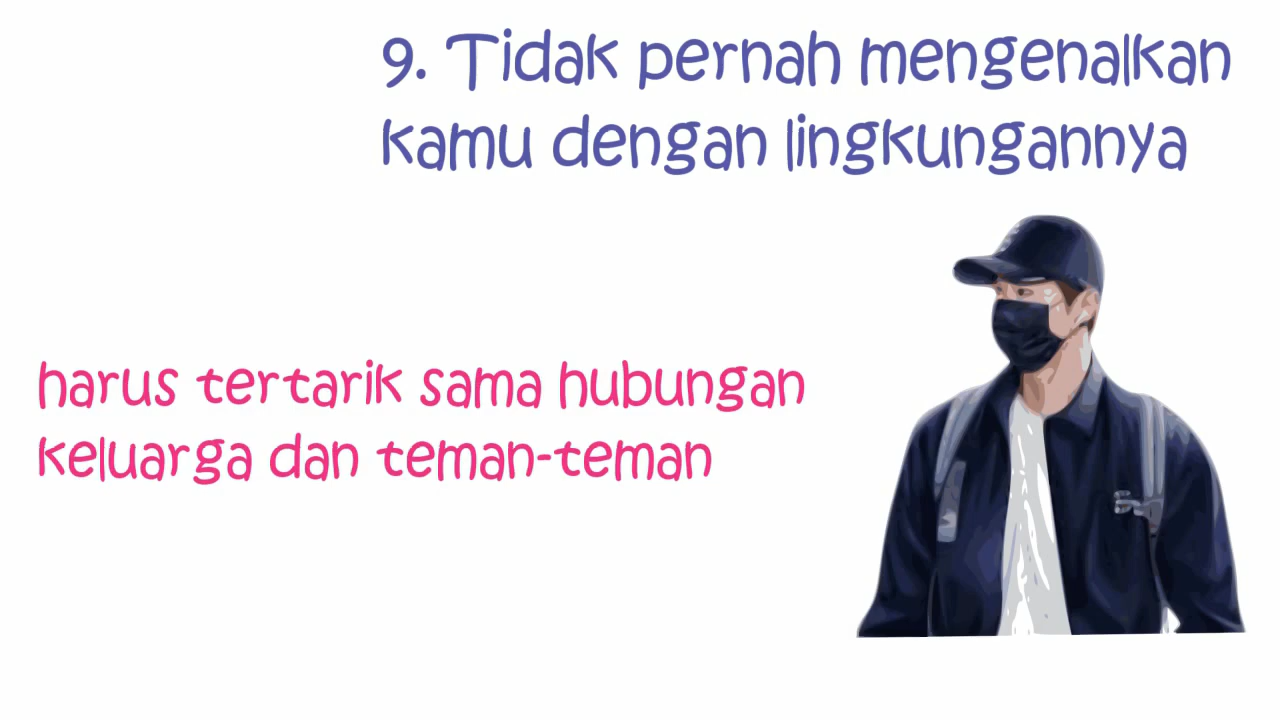 9. Tidak pernah mengenalkan
kamu dengan lingkungannya
harus tertarik sama hubungan
keluarga dan teman-teman